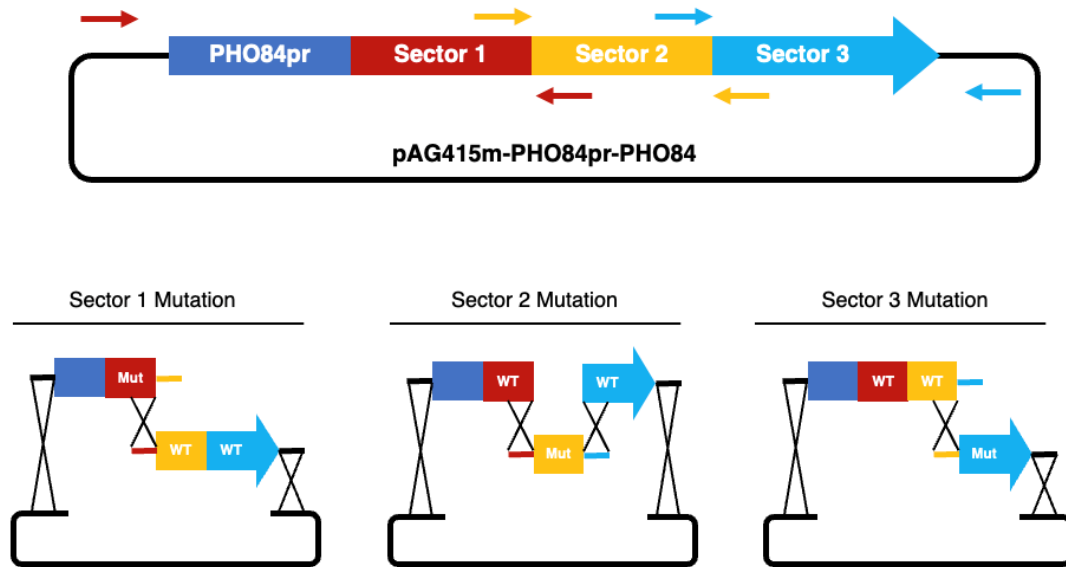 PHO84pr Sector 1 Sector 2 Sector 3
pAG415m-PHO84pr-PHO84
Sector 1 Mutation Sector 2 Mutation Sector 3 Mutation
Mut WT WT WT WT
WT WT Mut Mut